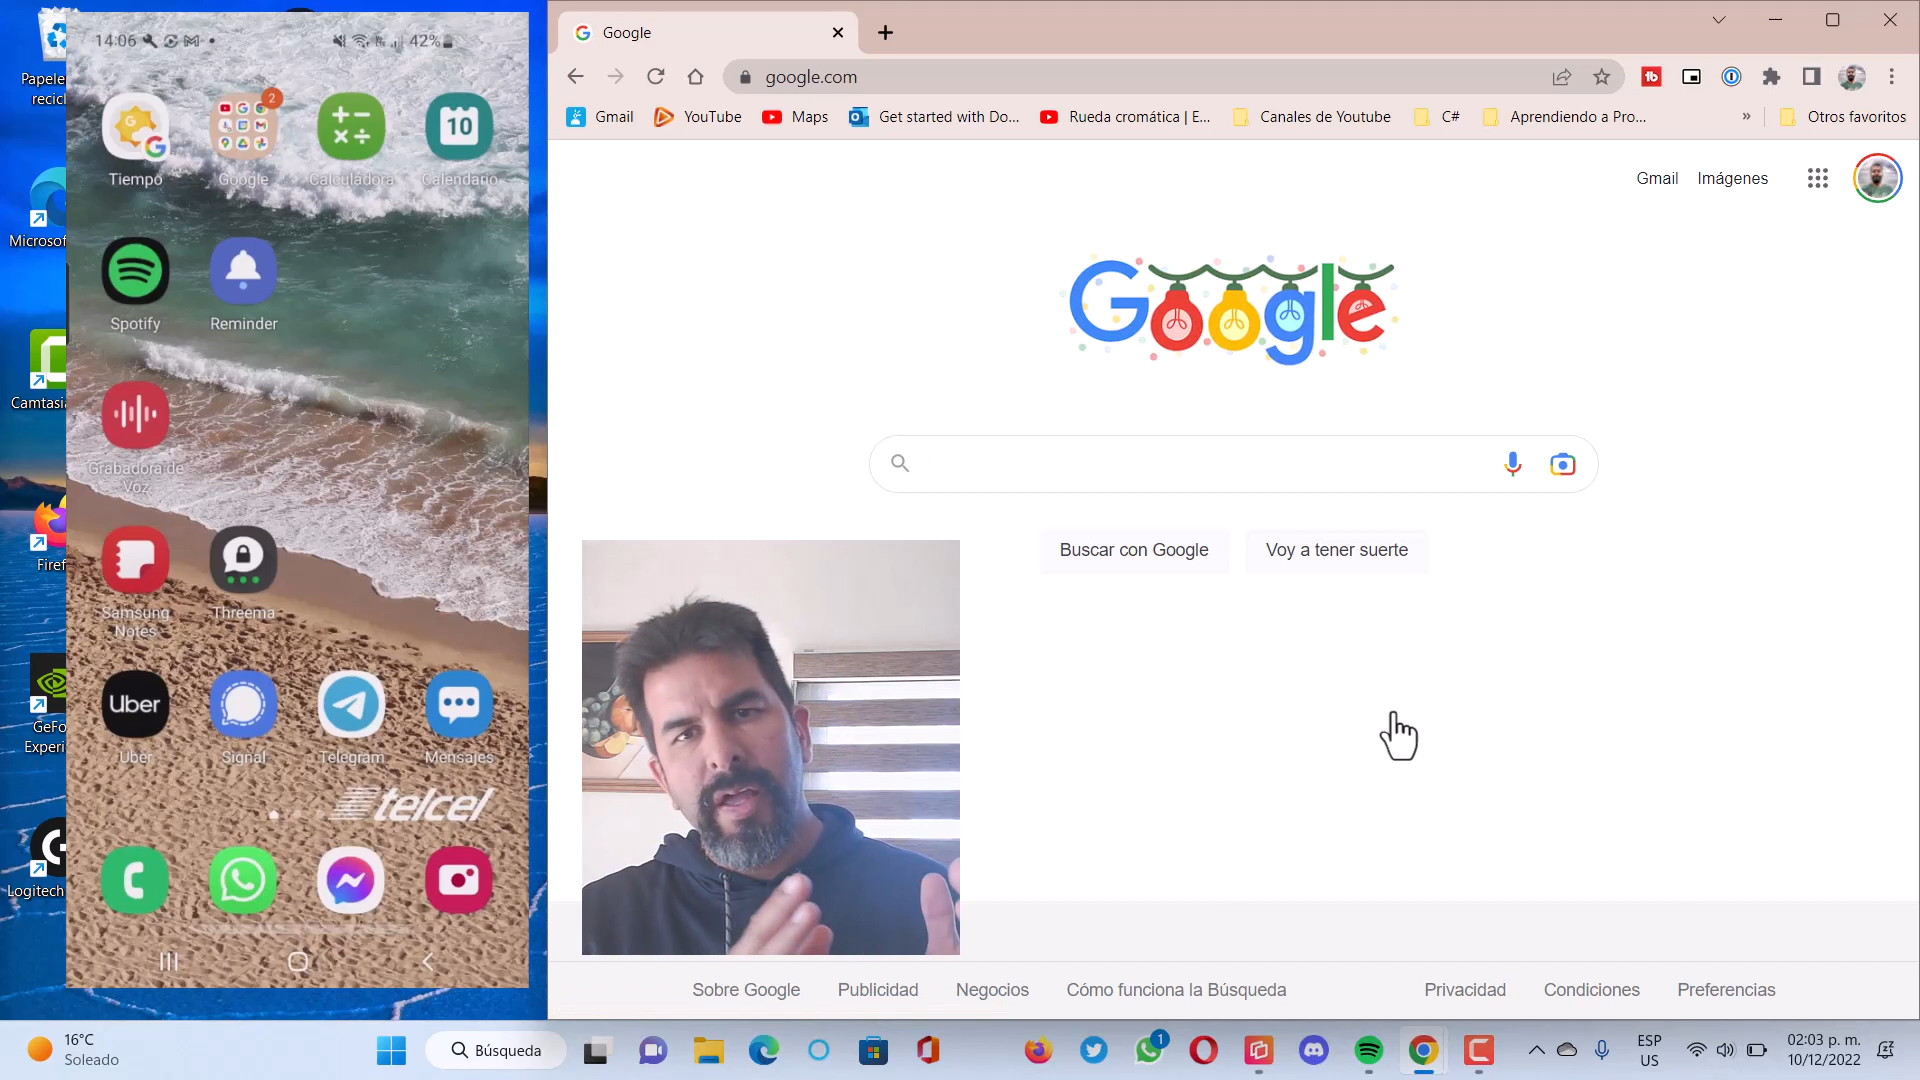 Papele
recicl
Microsof
Camtasia
Firef
GeFo
Experi
Logitech
14:06
42%
2
10
Tiempo
Google
Calculadora
Calendario
Spotify
Reminder
Grabadora de
Voz
Samsung
Notes
Threema
Uber
Uber
Signal
Telegram
Mensajes
telcel
Google
google.com
Gmail
YouTube
Maps
Get started with Do...
Rueda cromática | E...
Canales de Youtube
C#
Aprendiendo a Pro...
»
Otros favoritos
Gmail
Imágenes
Google
Buscar con Google
Voy a tener suerte
Sobre Google
Publicidad
Negocios
Cómo funciona la Búsqueda
Privacidad
Condiciones
Preferencias
16°C
Soleado
Búsqueda
1
ESP
US
02:03 p. m.
10/12/2022